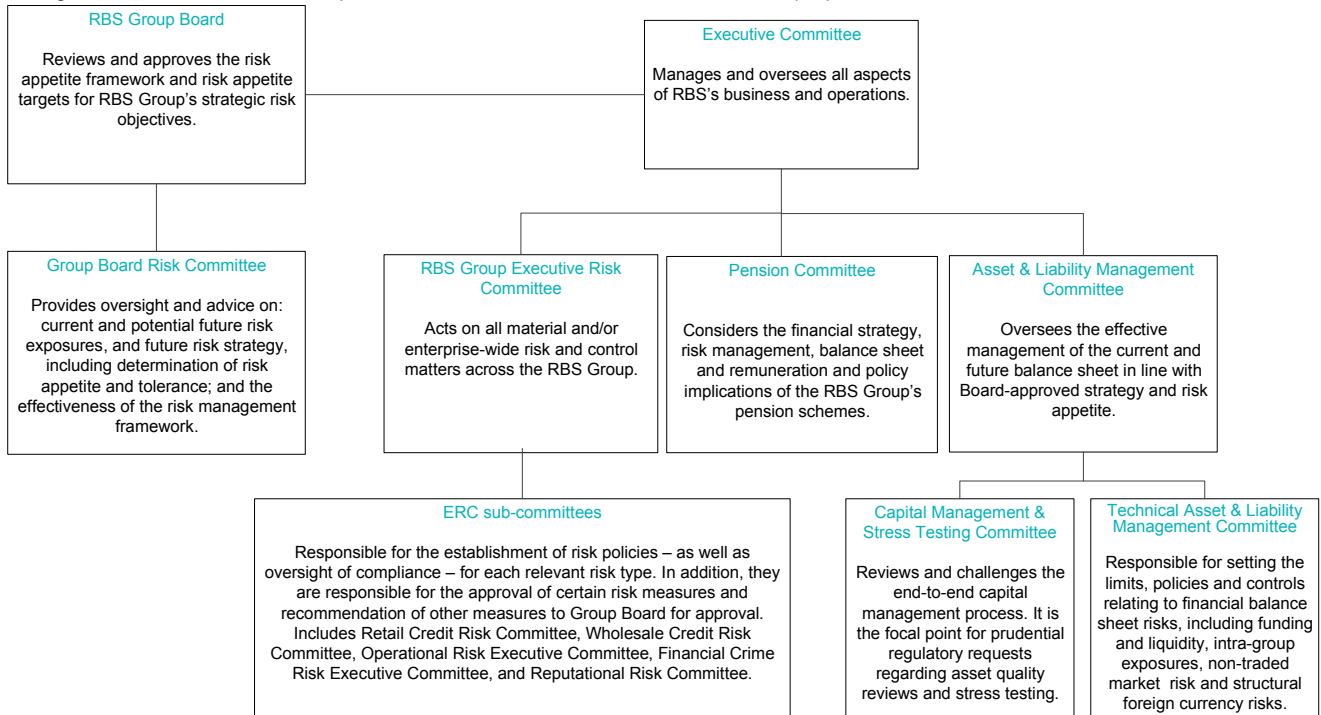 RBS Group Board
Reviews and approves the risk
appetite framework and risk appetite
targets for RBS Group's strategic risk
objectives.
Executive Committee
Manages and oversees all aspects
of RBS's business and operations.
Group Board Risk Committee
Provides oversight and advice on:
current and potential future risk
exposures, and future risk strategy,
including determination of risk
appetite and tolerance; and the
effectiveness of the risk management
framework.
RBS Group Executive Risk
Committee
Acts on all material and/or
enterprise-wide risk and control
matters across the RBS Group.
Pension Committee
Considers the financial strategy,
risk management, balance sheet
and remuneration and policy
implications of the RBS Group's
pension schemes.
Asset & Liability Management
Committee
Oversees the effective
management of the current and
future balance sheet in line with
Board-approved strategy and risk
appetite.
ERC sub-committees
Responsible for the establishment of risk policies – as well as
oversight of compliance – for each relevant risk type. In addition, they
are responsible for the approval of certain risk measures and
recommendation of other measures to Group Board for approval.
Includes Retail Credit Risk Committee, Wholesale Credit Risk
Committee, Operational Risk Executive Committee, Financial Crime
Risk Executive Committee, and Reputational Risk Committee.
Capital Management &
Stress Testing Committee
Reviews and challenges the
end-to-end capital
management process. It is
the focal point for prudential
regulatory requests
regarding asset quality
reviews and stress testing.
Technical Asset & Liability
Management Committee
Responsible for setting the
limits, policies and controls
relating to financial balance
sheet risks, including funding
and liquidity, intra-group
exposures, non-traded
market risk and structural
foreign currency risks.